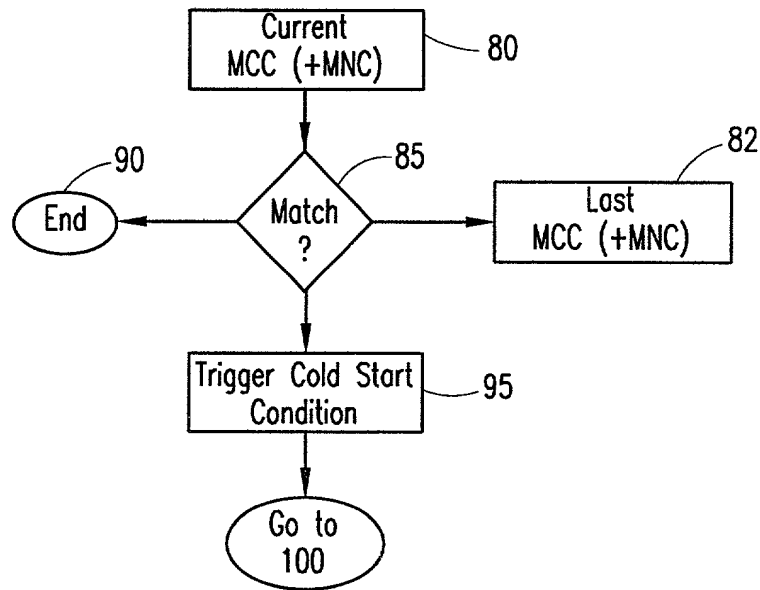 Current
MCC (+MNC)
80
90
85
82
End
Match
?
Last
MCC (+MNC)
Trigger Cold Start
Condition
95
Go to
100